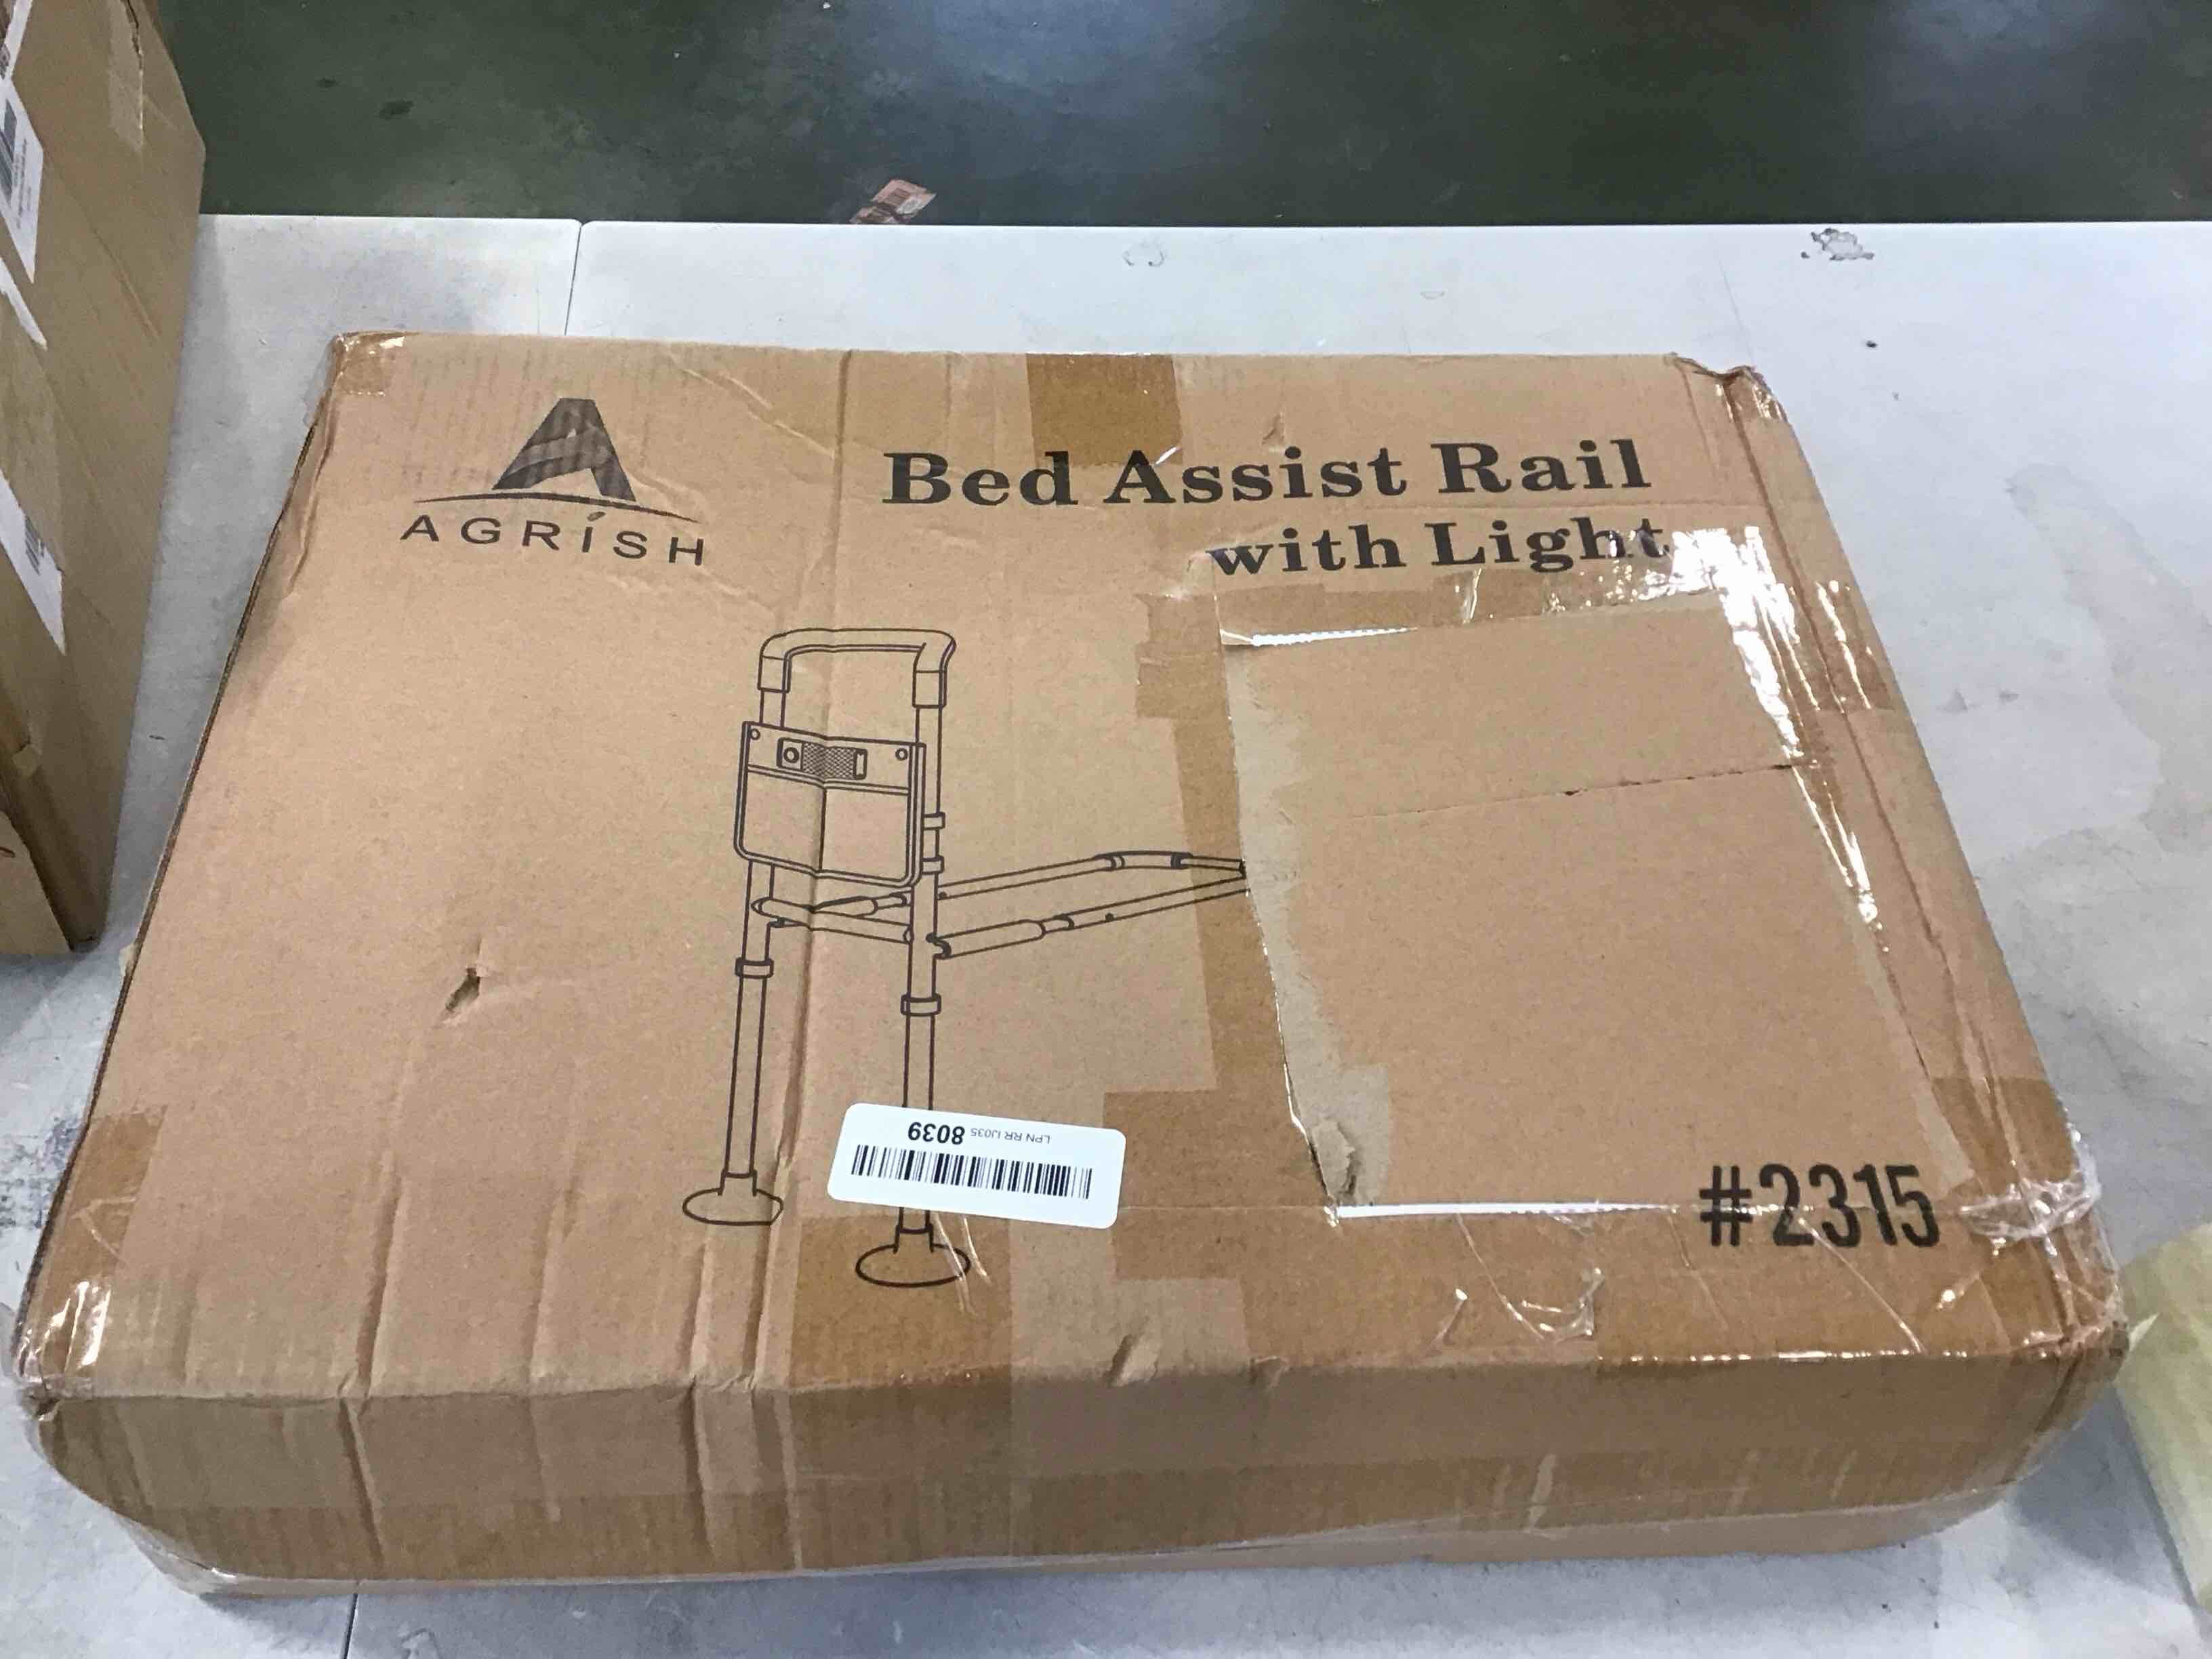 AGRÍSH
Bed Assist Rail
with Light
LPN RR IJ035 8039
#2315